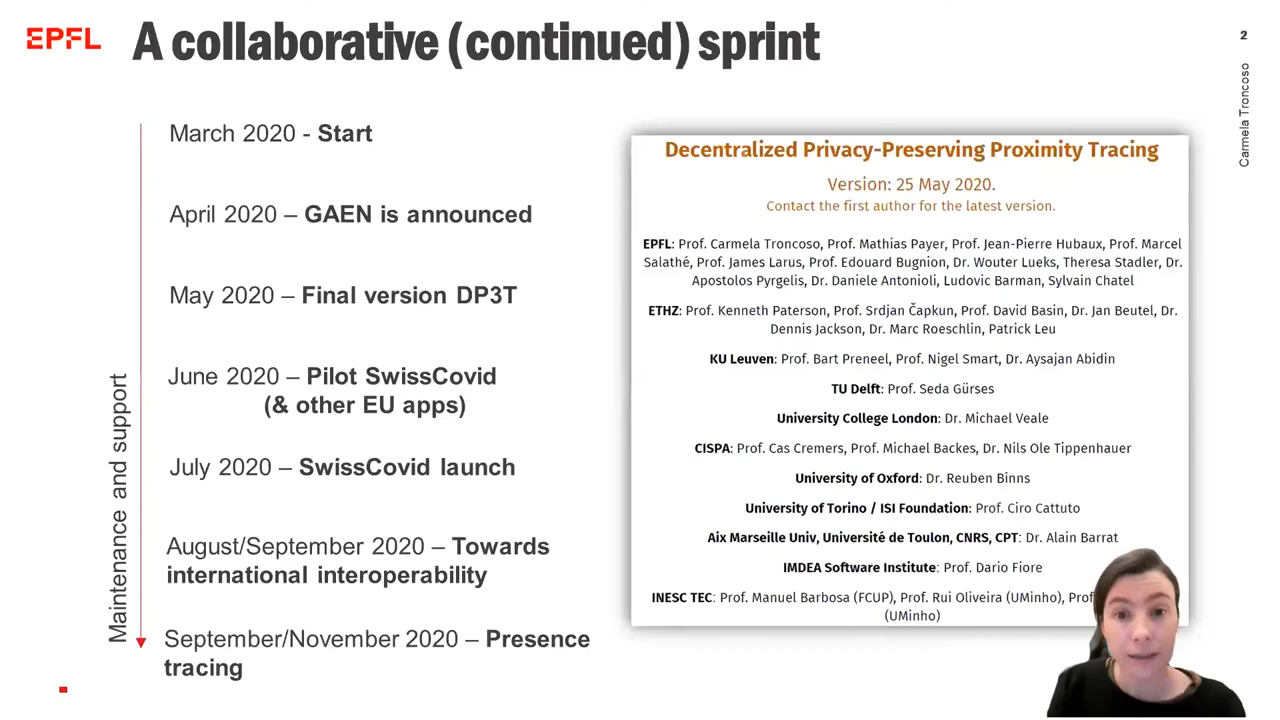 EPFL
A collaborative (continued) sprint
2
Carmela Troncoso
March 2020 - Start
April 2020 – GAEN is announced
May 2020 – Final version DP3T
June 2020 – Pilot SwissCovid
(& other EU apps)
July 2020 – SwissCovid launch
August/September 2020 – Towards
international interoperability
September/November 2020 – Presence
tracing
Maintenance and support
Decentralized Privacy-Preserving Proximity Tracing
Version: 25 May 2020.
Contact the first author for the latest version.
EPFL: Prof. Carmela Troncoso, Prof. Mathias Payer, Prof. Jean-Pierre Hubaux, Prof. Marcel
Salathé, Prof. James Larus, Prof. Edouard Bugnion, Dr. Wouter Lueks, Theresa Stadler, Dr.
Apostolos Pyrgelis, Dr. Daniele Antonioli, Ludovic Barman, Sylvain Chatel
ETHZ: Prof. Kenneth Paterson, Prof. Srdjan Čapkun, Prof. David Basin, Dr. Jan Beutel, Dr.
Dennis Jackson, Dr. Marc Roeschlin, Patrick Leu
KU Leuven: Prof. Bart Preneel, Prof. Nigel Smart, Dr. Aysajan Abidin
TU Delft: Prof. Seda Gürses
University College London: Dr. Michael Veale
CISPA: Prof. Cas Cremers, Prof. Michael Backes, Dr. Nils Ole Tippenhauer
University of Oxford: Dr. Reuben Binns
University of Torino / ISI Foundation: Prof. Ciro Cattuto
Aix Marseille Univ, Université de Toulon, CNRS, CPT: Dr. Alain Barrat
IMDEA Software Institute: Prof. Dario Fiore
INESC TEC: Prof. Manuel Barbosa (FCUP), Prof. Rui Oliveira (UMinho), Prof
(UMinho)